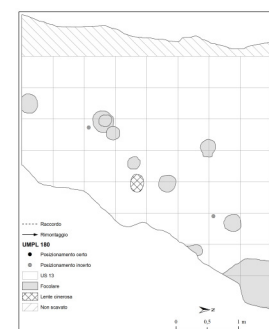 Raccordo
Rimontaggio
UMPL 180
Posizionamento certo
Posizionamento incerto
US 13
Focolare
Lente cinerosa
Non scavato
z
0 0,5 1 m